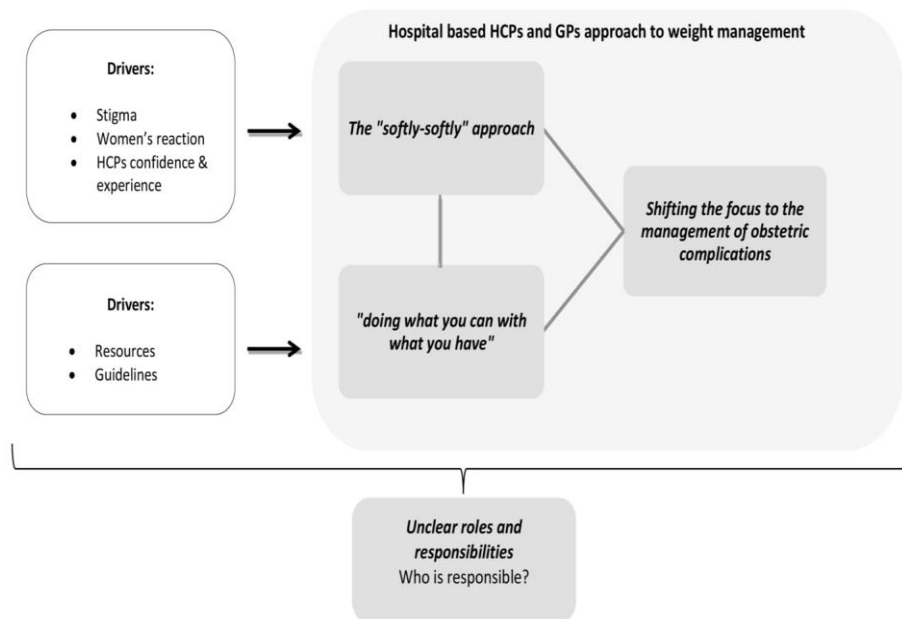 Hospital based HCPs and GPs approach to weight management
Drivers:
• Stigma
• Women's reaction
• HCPs confidence &
experience
The "softly-softly" approach
Shifting the focus to the
management of obstetric
complications
Drivers:
• Resources
• Guidelines
"doing what you can with
what you have"
Unclear roles and
responsibilities
Who is responsible?